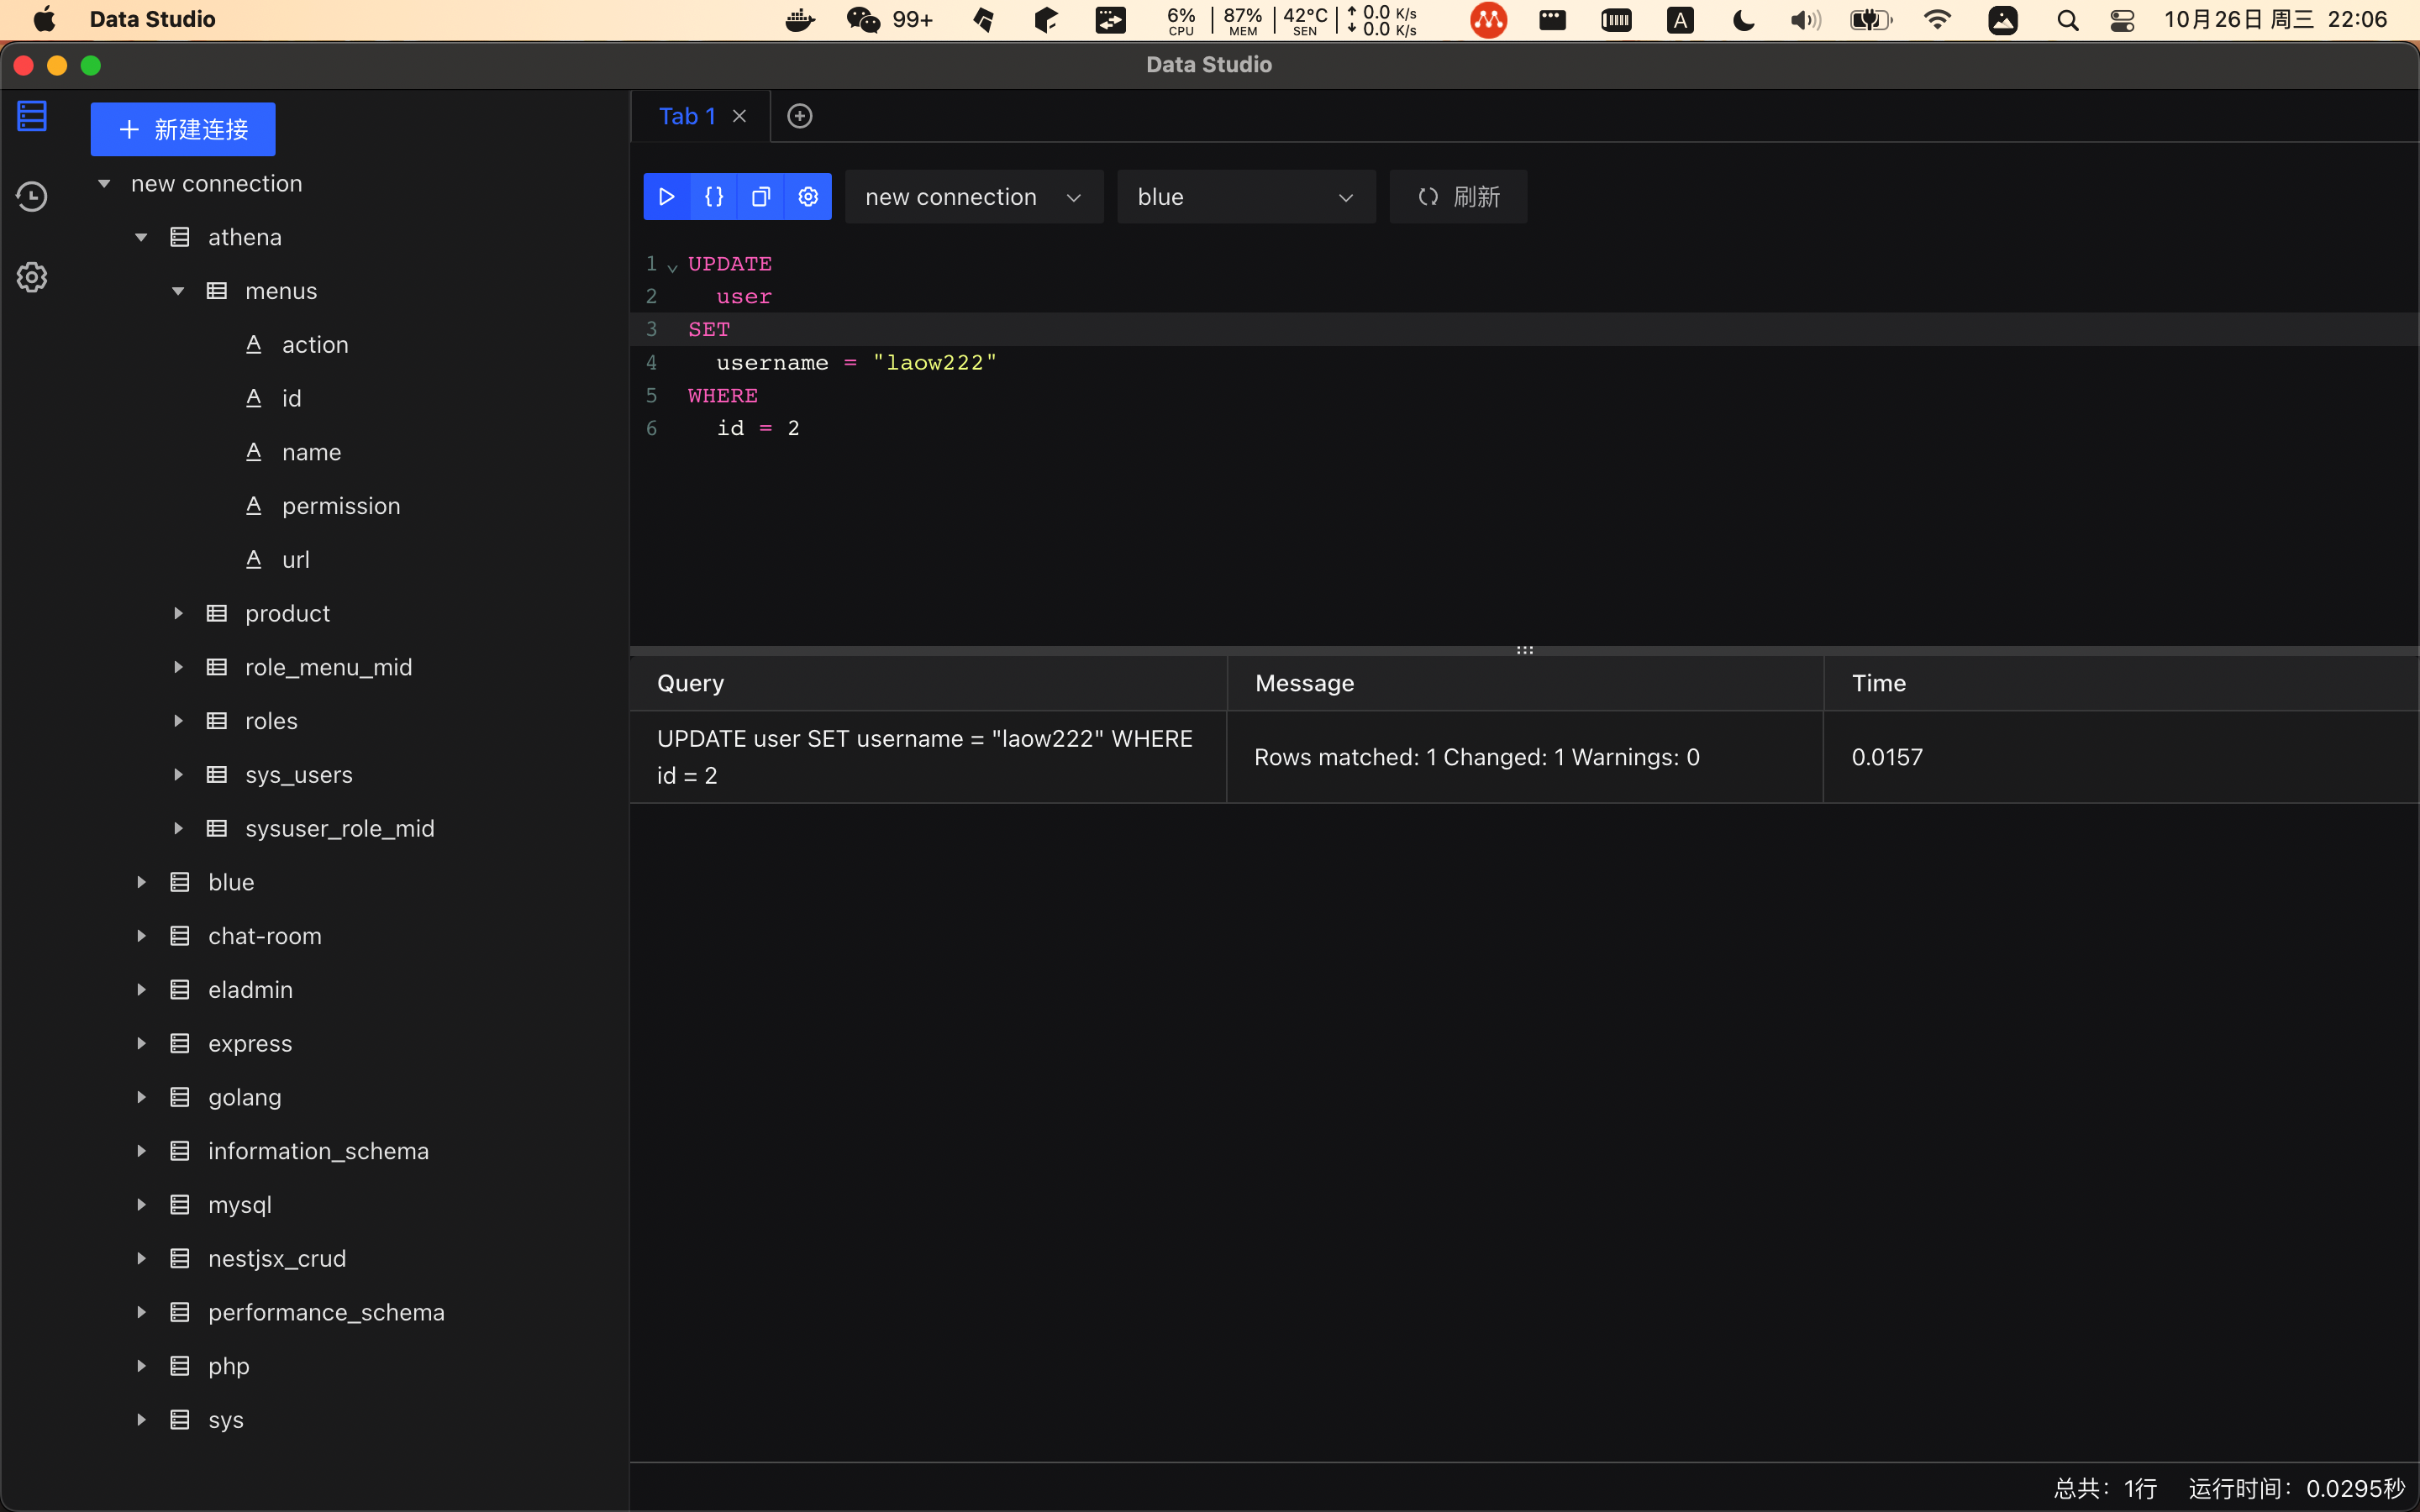 Data Studio
99+
6% CPU
87% MEM
42°C SEN
0.0 K/s
0.0 K/s
A
10月26日 周三 22:06
Data Studio
新建连接
new connection
athena
menus
action
id
name
permission
url
product
role_menu_mid
roles
sys_users
sysuser_role_mid
blue
chat-room
eladmin
express
golang
information_schema
mysql
nestjsx_crud
performance_schema
php
sys
Tab 1
{}
new connection
blue
刷新
1 UPDATE
2 user
3 SET
4 username = "laow222"
5 WHERE
6 id = 2
Query Message Time
UPDATE user SET username = "laow222" WHERE
id = 2
Rows matched: 1 Changed: 1 Warnings: 0
0.0157
总共：1行 运行时间：0.0295秒